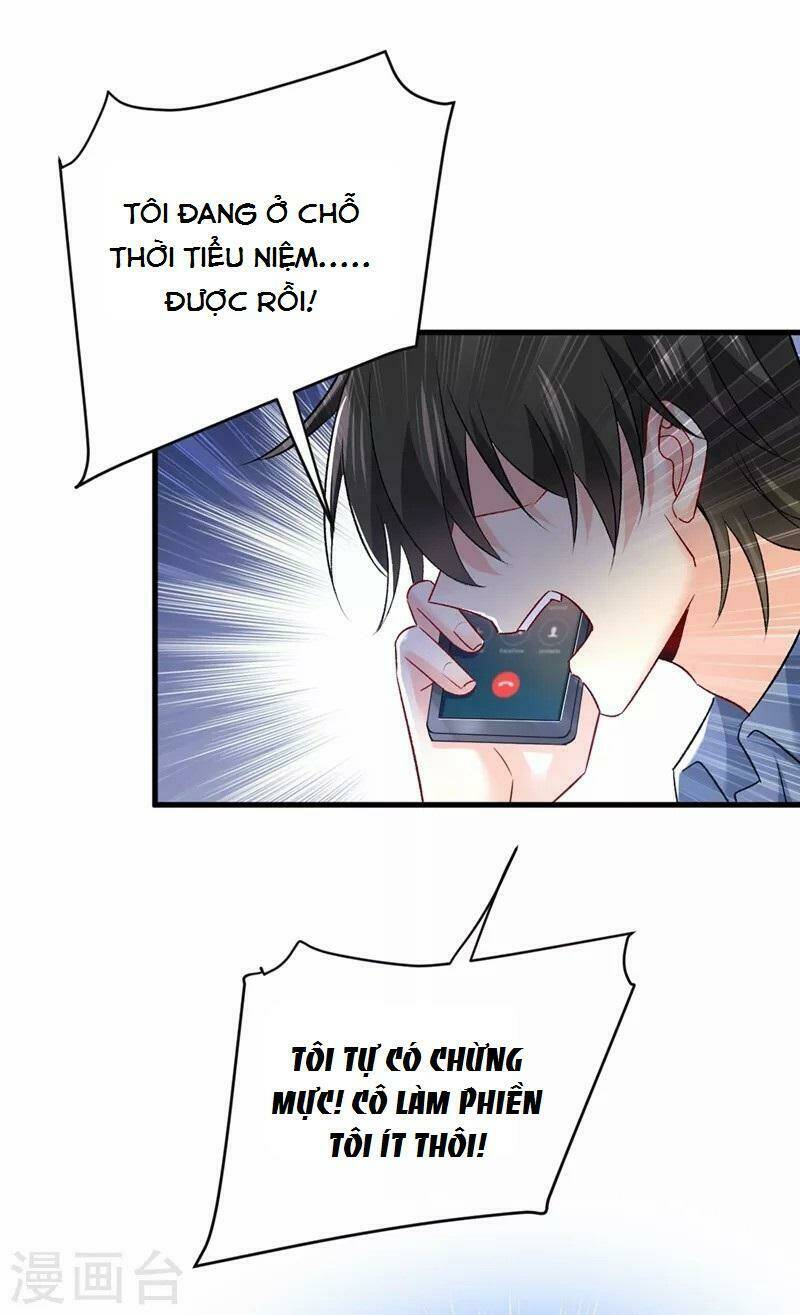 TÔI ĐANG Ở CHỖ
THỜI TIỂU NIỆM.....
ĐƯỢC RỒI!
TÔI TỰ CÓ CHỪNG
MỰC! CÔ LÀM PHIỀN
TÔI ÍT THÔI!
漫画台